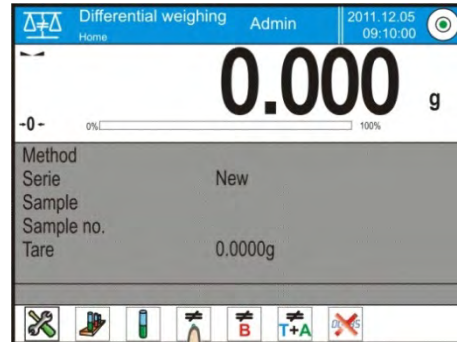 Differential weighing Admin 2011.12.05
Home 09:10:00
0.000 g
-0- 0% 100%
Method
Serie New
Sample
Sample no.
Tare 0.0000g
B T+A